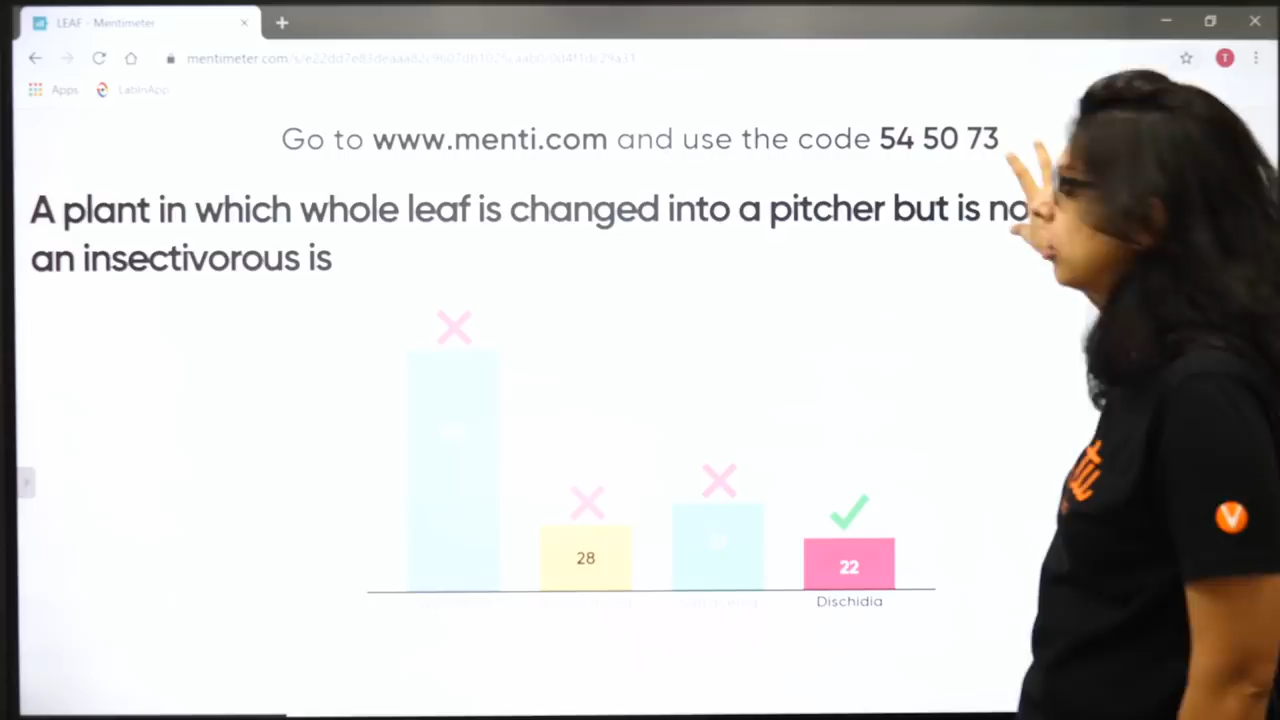 LEAF - Mentimeter
mentimeter.com
Apps
LabInApp
T
Go to www.menti.com and use the code 54 50 73
A plant in which whole leaf is changed into a pitcher but is no
an insectivorous is
28
22
Dischidia
V